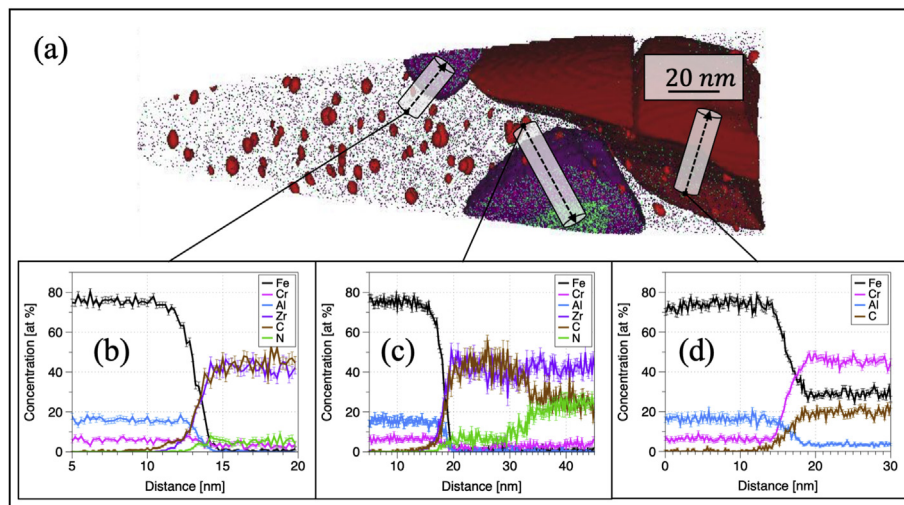 (a)
20 nm
Concentration [at %]
80
60
40
20
0
(b)
Fe
Cr
Al
Zr
C
N
5
10
15
20
Distance [nm]
Concentration [at %]
80
60
40
20
0
(c)
Fe
Cr
Al
Zr
C
N
10
20
30
40
Distance [nm]
Concentration [at %]
80
60
40
20
0
(d)
Fe
Cr
Al
C
0
10
20
30
Distance [nm]